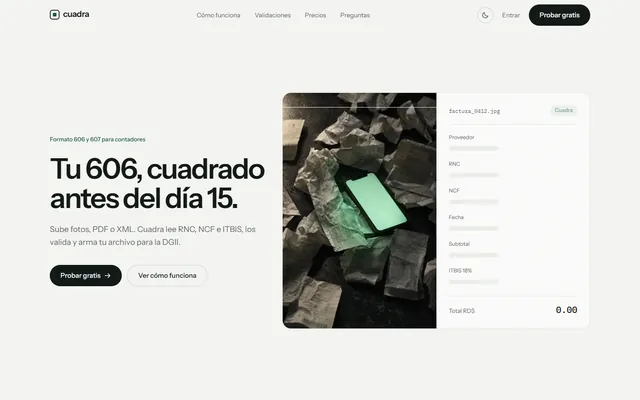 cuadra
Cómo funciona
Validaciones
Precios
Preguntas
Entrar
Probar gratis
Formato 606 y 607 para contadores
Tu 606, cuadrado
antes del día 15.
Sube fotos, PDF o XML. Cuadra lee RNC, NCF e ITBIS, los
valida y arma tu archivo para la DGII.
Probar gratis →
Ver cómo funciona
factura_0412.jpg
Cuadra
Proveedor
RNC
NCF
Fecha
Subtotal
ITBIS 18%
Total RD$
0.00